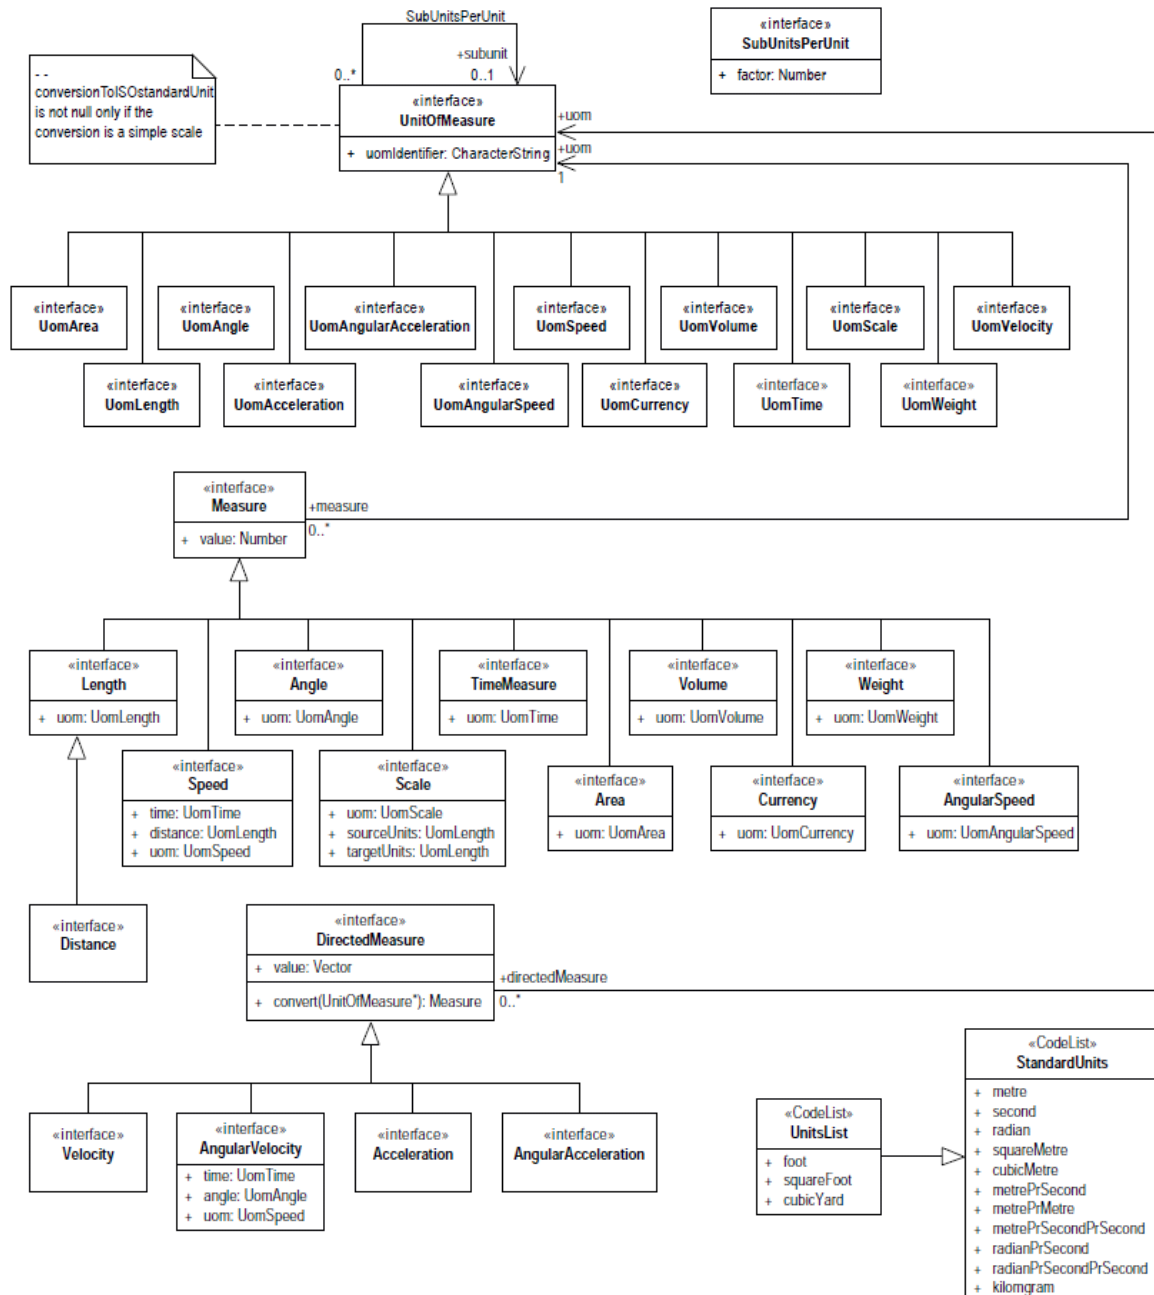 SubUnitsPerUnit
+subunit
0..*
0..1
«interface»
SubUnitsPerUnit
+ factor: Number
- -
conversionToISOstandardUnit
is not null only if the
conversion is a simple scale
«interface»
UnitOfMeasure
+ uomIdentifier: CharacterString
+uom
+uom
1
«interface»
UomArea
«interface»
UomAngle
«interface»
UomAngularAcceleration
«interface»
UomSpeed
«interface»
UomVolume
«interface»
UomScale
«interface»
UomVelocity
«interface»
UomLength
«interface»
UomAcceleration
«interface»
UomAngularSpeed
«interface»
UomCurrency
«interface»
UomTime
«interface»
UomWeight
«interface»
Measure
+ value: Number
+measure
0..*
«interface»
Length
+ uom: UomLength
«interface»
Angle
+ uom: UomAngle
«interface»
TimeMeasure
+ uom: UomTime
«interface»
Volume
+ uom: UomVolume
«interface»
Weight
+ uom: UomWeight
«interface»
Speed
+ time: UomTime
+ distance: UomLength
+ uom: UomSpeed
«interface»
Scale
+ uom: UomScale
+ sourceUnits: UomLength
+ targetUnits: UomLength
«interface»
Area
+ uom: UomArea
«interface»
Currency
+ uom: UomCurrency
«interface»
AngularSpeed
+ uom: UomAngularSpeed
«interface»
Distance
«interface»
DirectedMeasure
+ value: Vector
+ convert(UnitOfMeasure*): Measure
+directedMeasure
0..*
«interface»
Velocity
«interface»
AngularVelocity
+ time: UomTime
+ angle: UomAngle
+ uom: UomSpeed
«interface»
Acceleration
«interface»
AngularAcceleration
«CodeList»
UnitsList
+ foot
+ squareFoot
+ cubicYard
«CodeList»
StandardUnits
+ metre
+ second
+ radian
+ squareMetre
+ cubicMetre
+ metrePrSecond
+ metrePrMetre
+ metrePrSecondPrSecond
+ radianPrSecond
+ radianPrSecondPrSecond
+ kilomgram